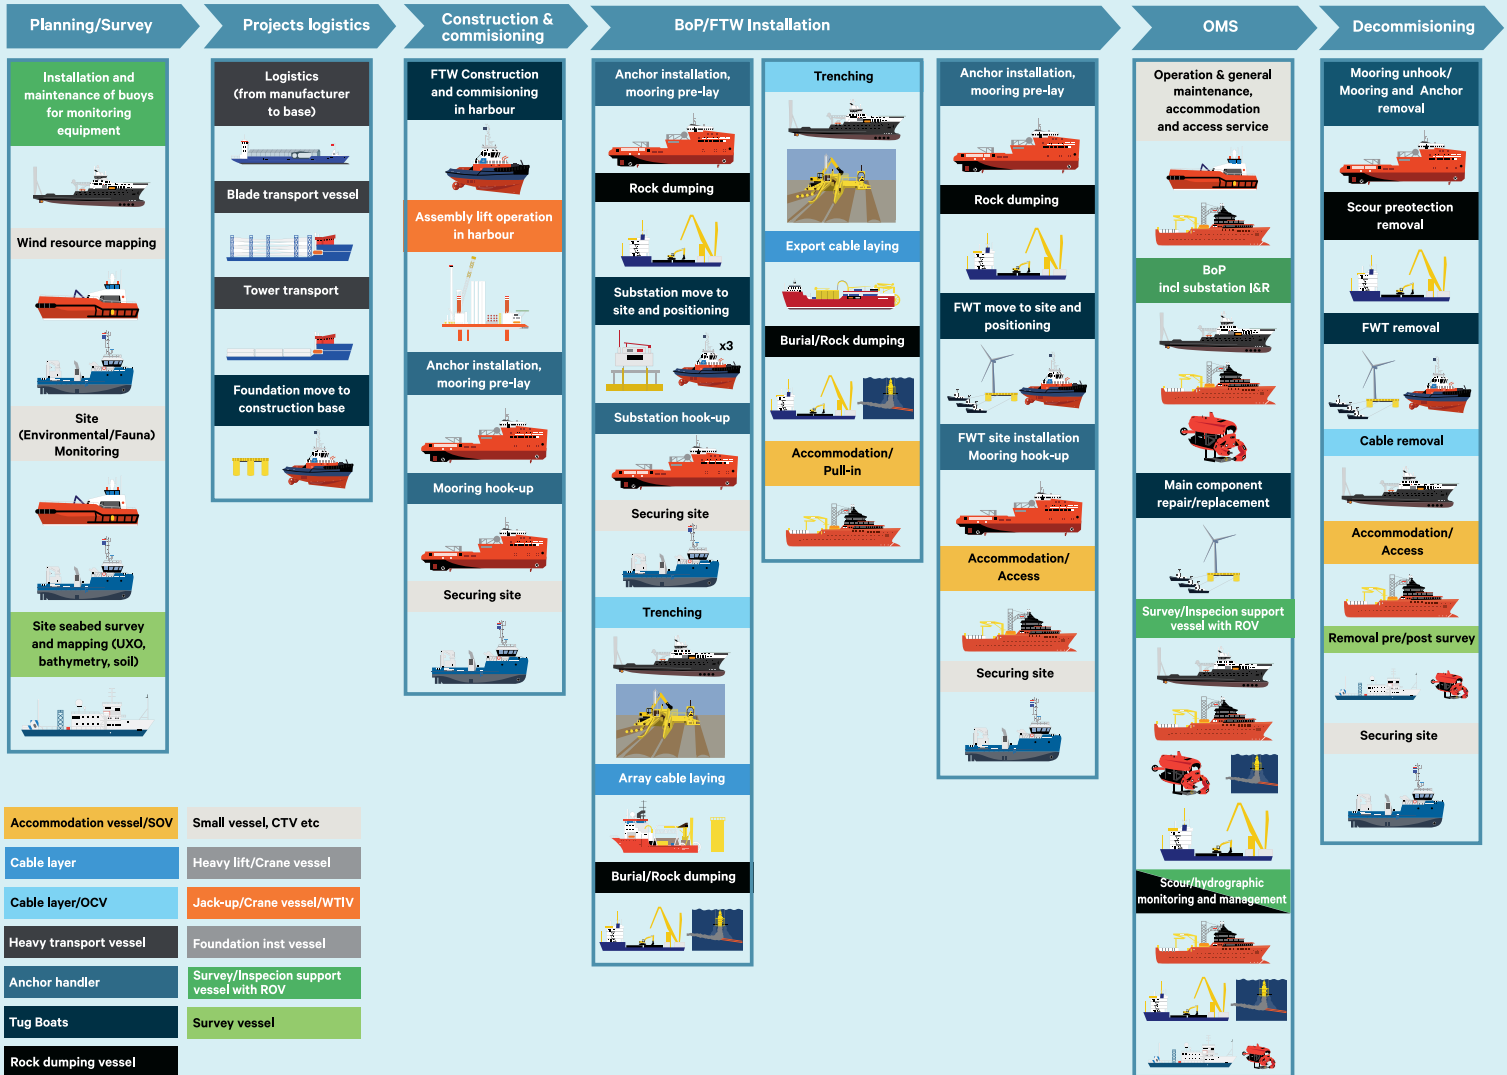 Planning/Survey
Projects logistics
Construction &
commisioning
BoP/FTW Installation
OMS
Decommisioning
Installation and
maintenance of buoys
for monitoring
equipment
Wind resource mapping
Site
(Environmental/Fauna)
Monitoring
Site seabed survey
and mapping (UXO,
bathymetry, soil)
Logistics
(from manufacturer
to base)
Blade transport vessel
Tower transport
Foundation move to
construction base
FTW Construction
and commisioning
in harbour
Assembly lift operation
in harbour
Anchor installation,
mooring pre-lay
Mooring hook-up
Securing site
Anchor installation,
mooring pre-lay
Rock dumping
Substation move to
site and positioning
x3
Substation hook-up
Securing site
Trenching
Array cable laying
Burial/Rock dumping
Trenching
Export cable laying
Burial/Rock dumping
Accommodation/
Pull-in
Anchor installation,
mooring pre-lay
Rock dumping
FWT move to site and
positioning
FWT site installation
Mooring hook-up
Accommodation/
Access
Securing site
Operation & general
maintenance,
accommodation
and access service
BoP
incl substation J&R
Main component
repair/replacement
Survey/Inspecion support
vessel with ROV
Scour/hydrographic
monitoring and management
Mooring unhook/
Mooring and Anchor
removal
Scour preotection
removal
FWT removal
Cable removal
Accommodation/
Access
Removal pre/post survey
Securing site
Accommodation vessel/SOV
Cable layer
Cable layer/OCV
Heavy transport vessel
Anchor handler
Tug Boats
Rock dumping vessel
Small vessel, CTV etc
Heavy lift/Crane vessel
Jack-up/Crane vessel/WTIV
Foundation inst vessel
Survey/Inspecion support
vessel with ROV
Survey vessel